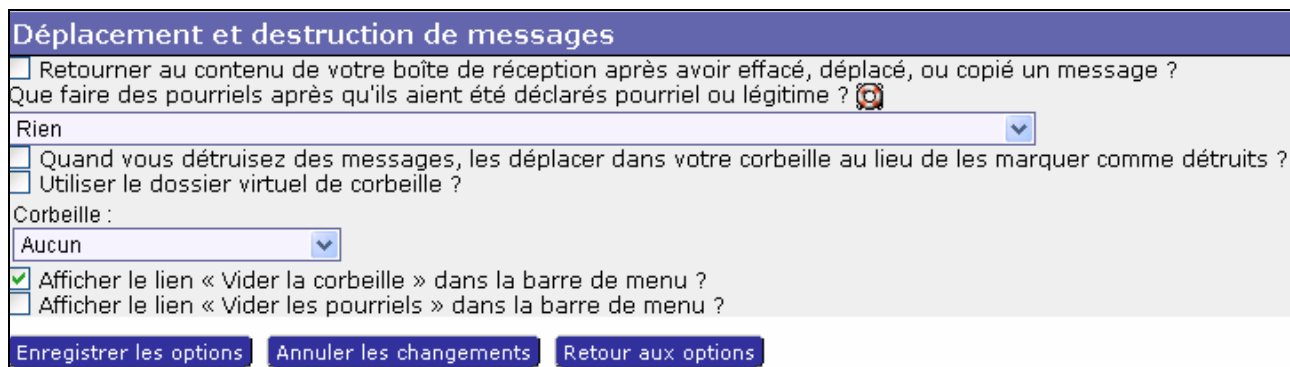 Déplacement et destruction de messages
Retourner au contenu de votre boîte de réception après avoir effacé, déplacé, ou copié un message ?
Que faire des pourriels après qu'ils aient été déclarés pourriel ou légitime ?
Rien
Quand vous détruisez des messages, les déplacer dans votre corbeille au lieu de les marquer comme détruits ?
Utiliser le dossier virtuel de corbeille ?
Corbeille :
Aucun
Afficher le lien « Vider la corbeille » dans la barre de menu ?
Afficher le lien « Vider les pourriels » dans la barre de menu ?
Enregistrer les options Annuler les changements Retour aux options